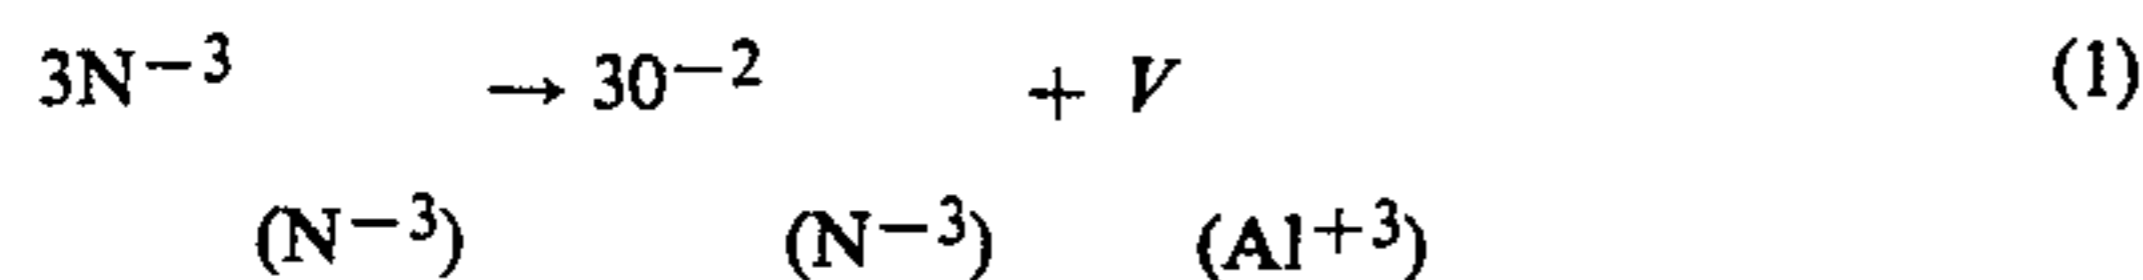 3N−3 → 30−2 + V (1)
(N−3) (N−3) (Al+3)